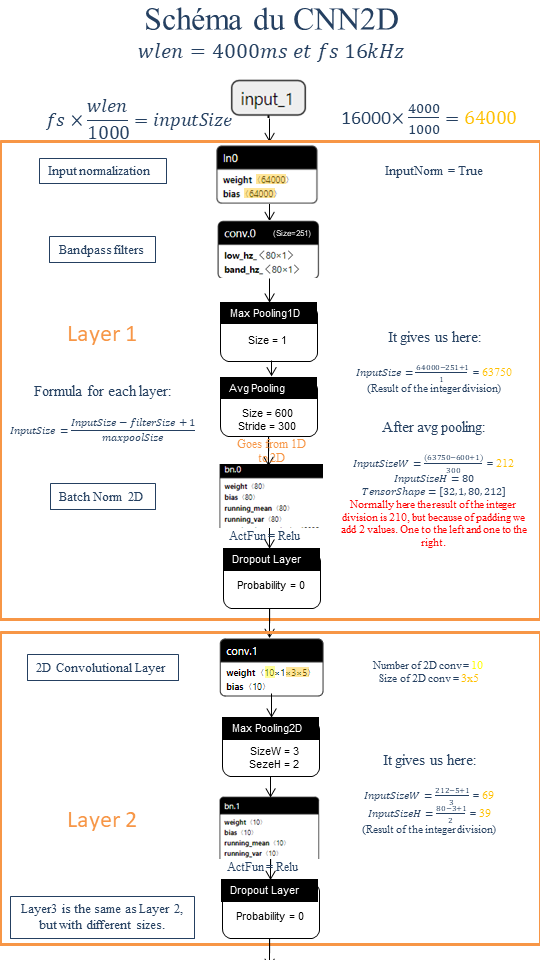 Schéma du CNN2D
wlen = 4000ms et fs 16kHz
input_1
fs × wlen/1000 = inputSize
16000× 4000/1000 = 64000
Input normalization
ln0
weight ⟨64000⟩
bias ⟨64000⟩
InputNorm = True
Bandpass filters
conv.0 (Size=251)
low_hz_ ⟨80×1⟩
band_hz_ ⟨80×1⟩
Layer 1
Max Pooling1D
Size = 1
It gives us here:
InputSize = 64000−251+1/1 = 63750
(Result of the integer division)
Formula for each layer:
InputSize = InputSize − filterSize + 1/maxpoolSize
Avg Pooling
Size = 600
Stride = 300
Goes from 1D
to 2D
After avg pooling:
InputSizeW = (63750−600+1)/300 = 212
InputSizeH = 80
TensorShape = [32,1,80,212]
Normally here the result of the integer
division is 210, but because of padding we
add 2 values. One to the left and one to the
right.
Batch Norm 2D
bn.0
weight ⟨80⟩
bias ⟨80⟩
running_mean ⟨80⟩
running_var ⟨80⟩
ActFun = Relu
Dropout Layer
Probability = 0
2D Convolutional Layer
conv.1
weight ⟨10×1×3×5⟩
bias ⟨10⟩
Number of 2D conv = 10
Size of 2D conv = 3x5
Max Pooling2D
SizeW = 3
SezeH = 2
It gives us here:
InputSizeW = 212−5+1/3 = 69
InputSizeH = 80−3+1/2 = 39
(Result of the integer division)
Layer 2
bn.1
weight ⟨10⟩
bias ⟨10⟩
running_mean ⟨10⟩
running_var ⟨10⟩
ActFun = Relu
Dropout Layer
Probability = 0
Layer3 is the same as Layer 2,
but with different sizes.